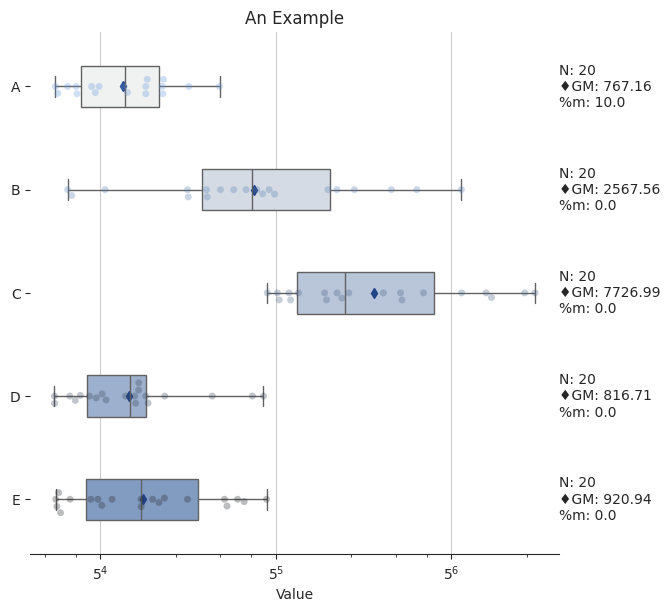 An Example
A
N: 20
♦GM: 767.16
%m: 10.0
B
N: 20
♦GM: 2567.56
%m: 0.0
C
N: 20
♦GM: 7726.99
%m: 0.0
D
N: 20
♦GM: 816.71
%m: 0.0
E
N: 20
♦GM: 920.94
%m: 0.0
5⁴ 5⁵ 5⁶
Value